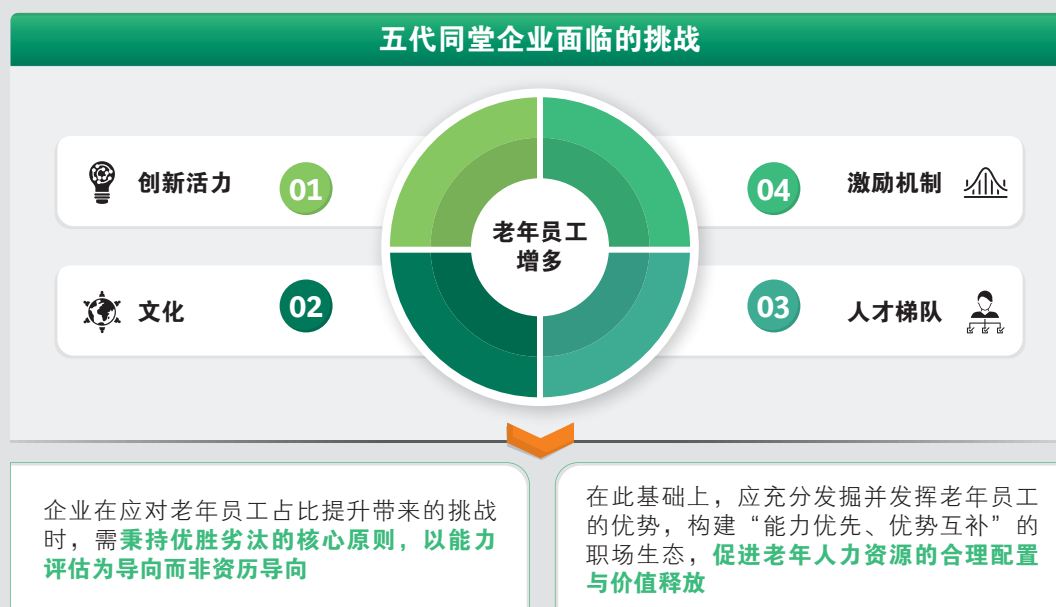 五代同堂企业面临的挑战
创新活力 01
文化 02
老年员工
增多
04 激励机制
03 人才梯队
企业在应对老年员工占比提升带来的挑战
时，需秉持优胜劣汰的核心原则，以能力
评估为导向而非资历导向
在此基础上，应充分发掘并发挥老年员工
的优势，构建“能力优先、优势互补”的
职场生态，促进老年人力资源的合理配置
与价值释放